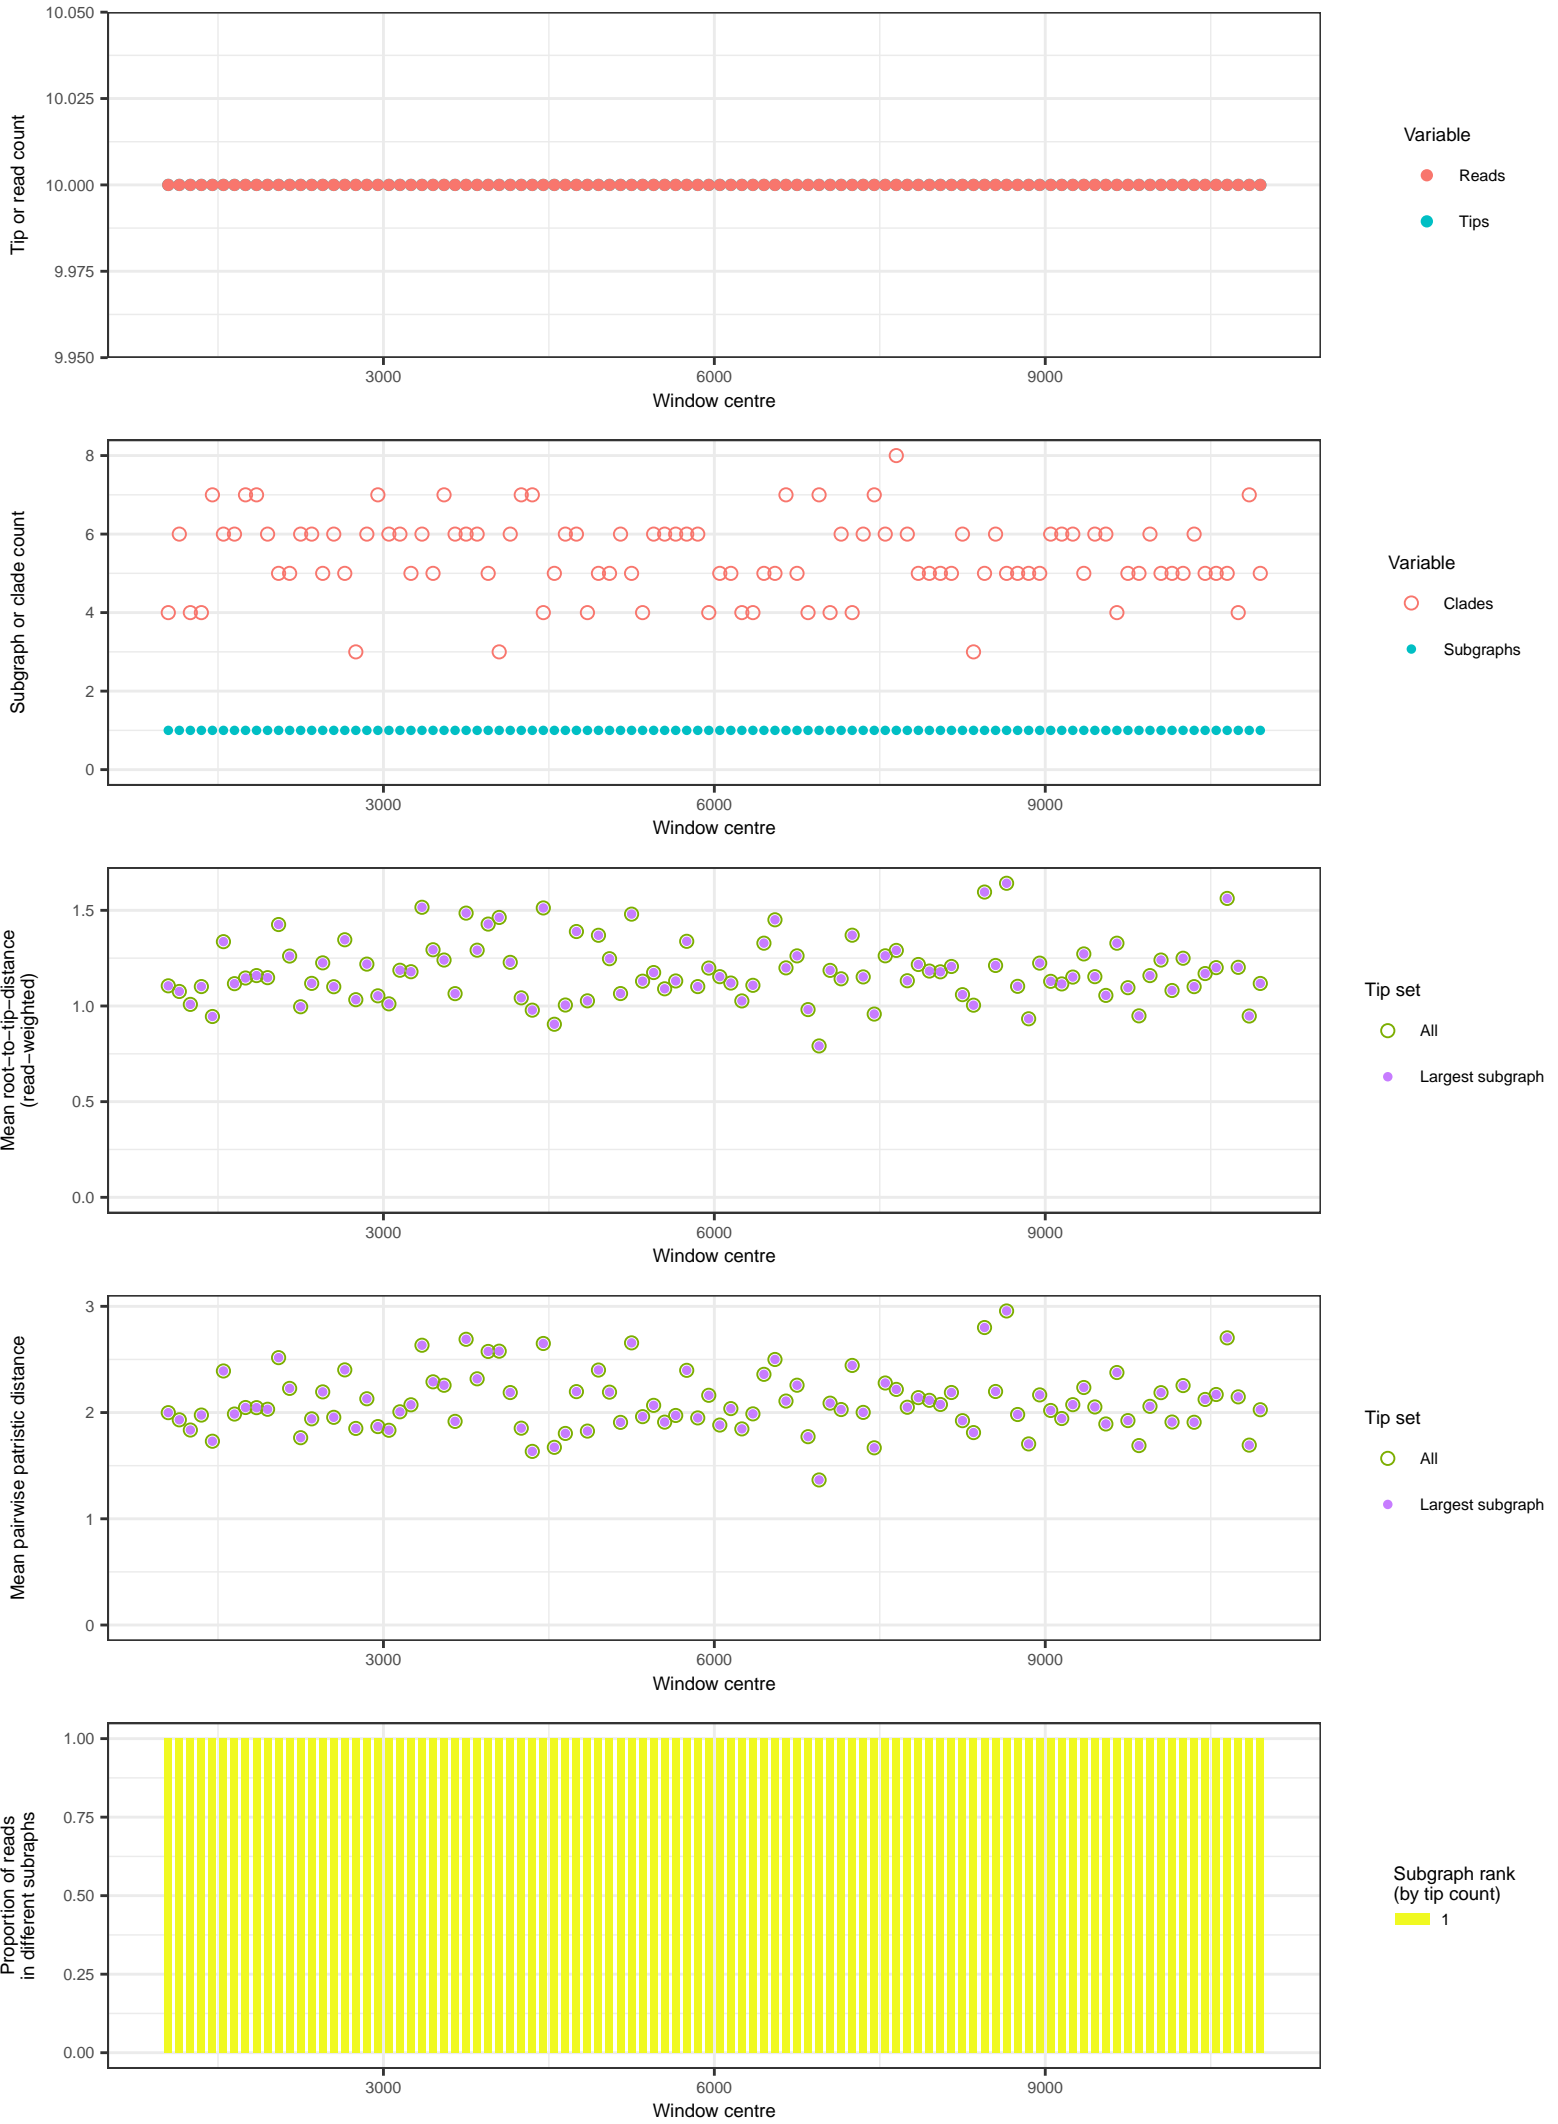 10.050
10.025
10.000
9.975
9.950
Tip or read count
3000 6000 9000
Window centre
Variable
Reads
Tips
8
6
4
2
0
Subgraph or clade count
3000 6000 9000
Window centre
Variable
Clades
Subgraphs
1.5
1.0
0.5
0.0
Mean root−to−tip−distance
(read−weighted)
3000 6000 9000
Window centre
Tip set
All
Largest subgraph
3
2
1
0
Mean pairwise patristic distance
3000 6000 9000
Window centre
Tip set
All
Largest subgraph
1.00
0.75
0.50
0.25
0.00
Proportion of reads
in different subraphs
3000 6000 9000
Window centre
Subgraph rank
(by tip count)
1